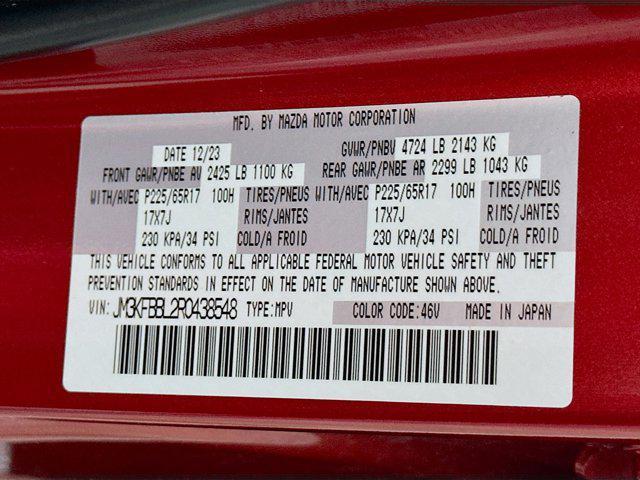 MFD. BY MAZDA MOTOR CORPORATION
DATE 12/23 GVWR/PNBV 4724 LB 2143 KG
FRONT GAWR/PNBE AV 2425 LB 1100 KG REAR GAWR/PNBE AR 2299 LB 1043 KG
WITH/AVEC P225/65R17 100H TIRES/PNEUS WITH/AVEC P225/65R17 100H TIRES/PNEUS
17X7J RIMS/JANTES 17X7J RIMS/JANTES
230 KPA/34 PSI COLD/A FROID 230 KPA/34 PSI COLD/A FROID
THIS VEHICLE CONFORMS TO ALL APPLICABLE FEDERAL MOTOR VEHICLE SAFETY AND THEFT
PREVENTION STANDARDS IN EFFECT ON THE DATE OF MANUFACTURE SHOWN ABOVE.
VIN: JM3KFBBL2R0438548 TYPE:MPV COLOR CODE:46V MADE IN JAPAN